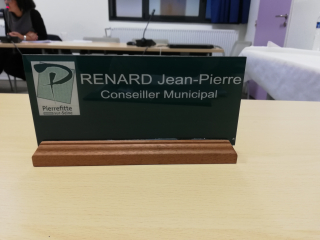 RENARD Jean-Pierre
Conseiller Municipal
Pierrefitte